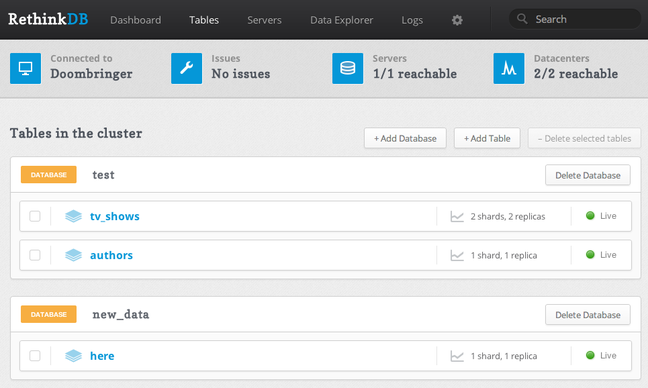 RethinkDB Dashboard Tables Servers Data Explorer Logs Search
Connected to Issues Servers Datacenters
Doombringer No issues 1/1 reachable 2/2 reachable
Tables in the cluster + Add Database + Add Table – Delete selected tables
DATABASE test Delete Database
tv_shows 2 shards, 2 replicas Live
authors 1 shard, 1 replica Live
DATABASE new_data Delete Database
here 1 shard, 1 replica Live